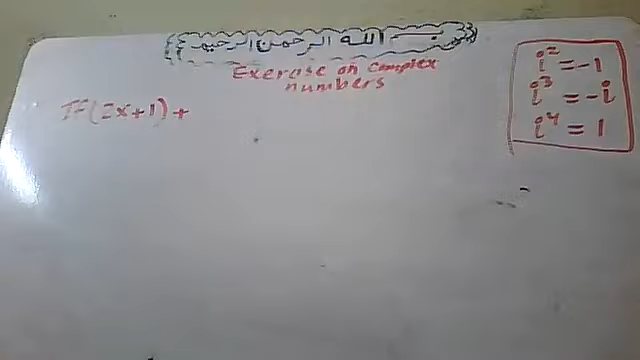 بسم الله الرحمن الرحيم
Exercise on Complex
numbers
i² = -1
i³ = -i
i⁴ = 1
If (2x+1) +